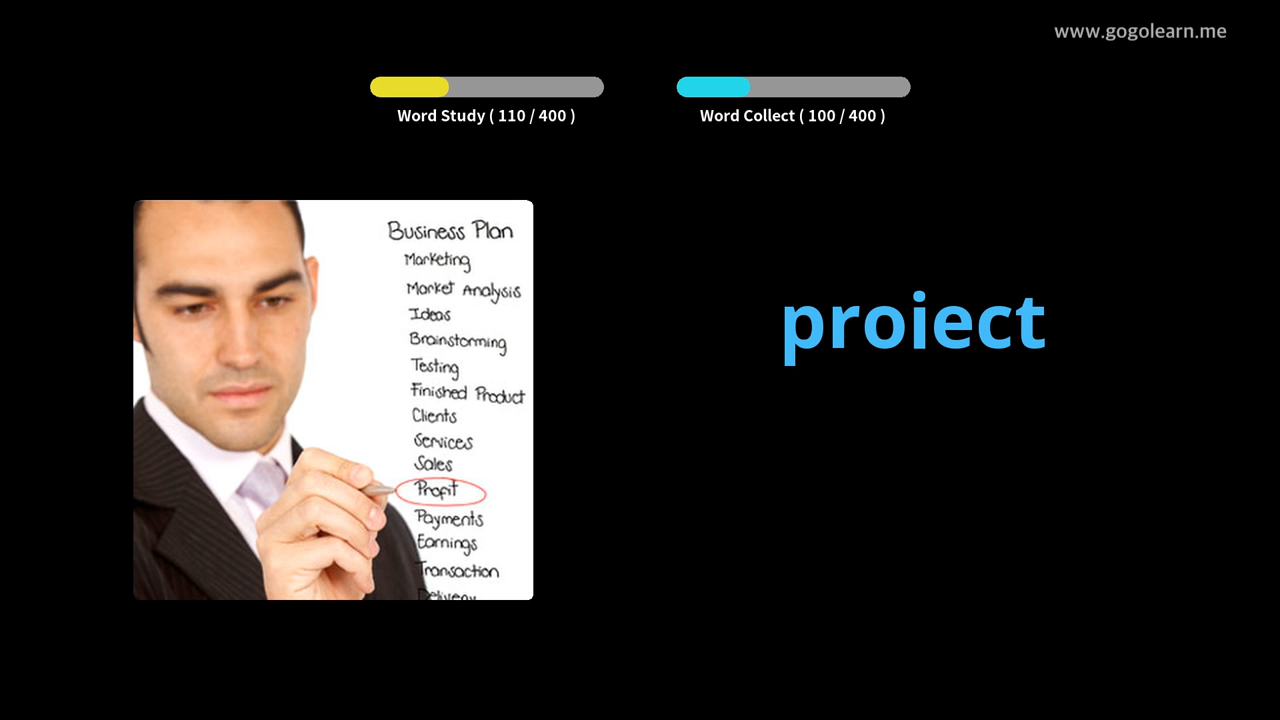 www.gogolearn.me
Word Study ( 110 / 400 )
Word Collect ( 100 / 400 )
Business Plan
Marketing
Market Analysis
Ideas
Brainstorming
Testing
Finished Product
Clients
Services
Sales
Profit
Payments
Earnings
Transaction
Delivery
proiect